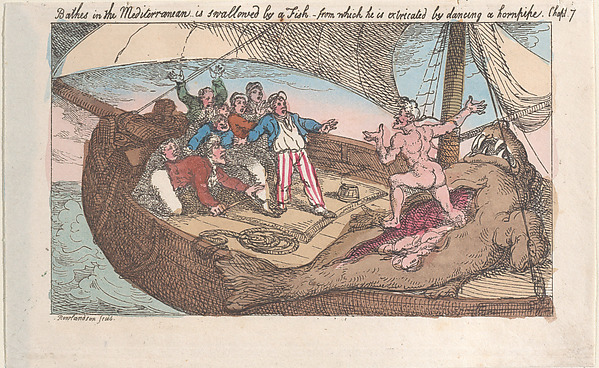 Bathes in the Mediterranean is swallowed by a Fish - from which he is extricated by dancing a hornpipe. Chap! 7
Rowlandson fecit.